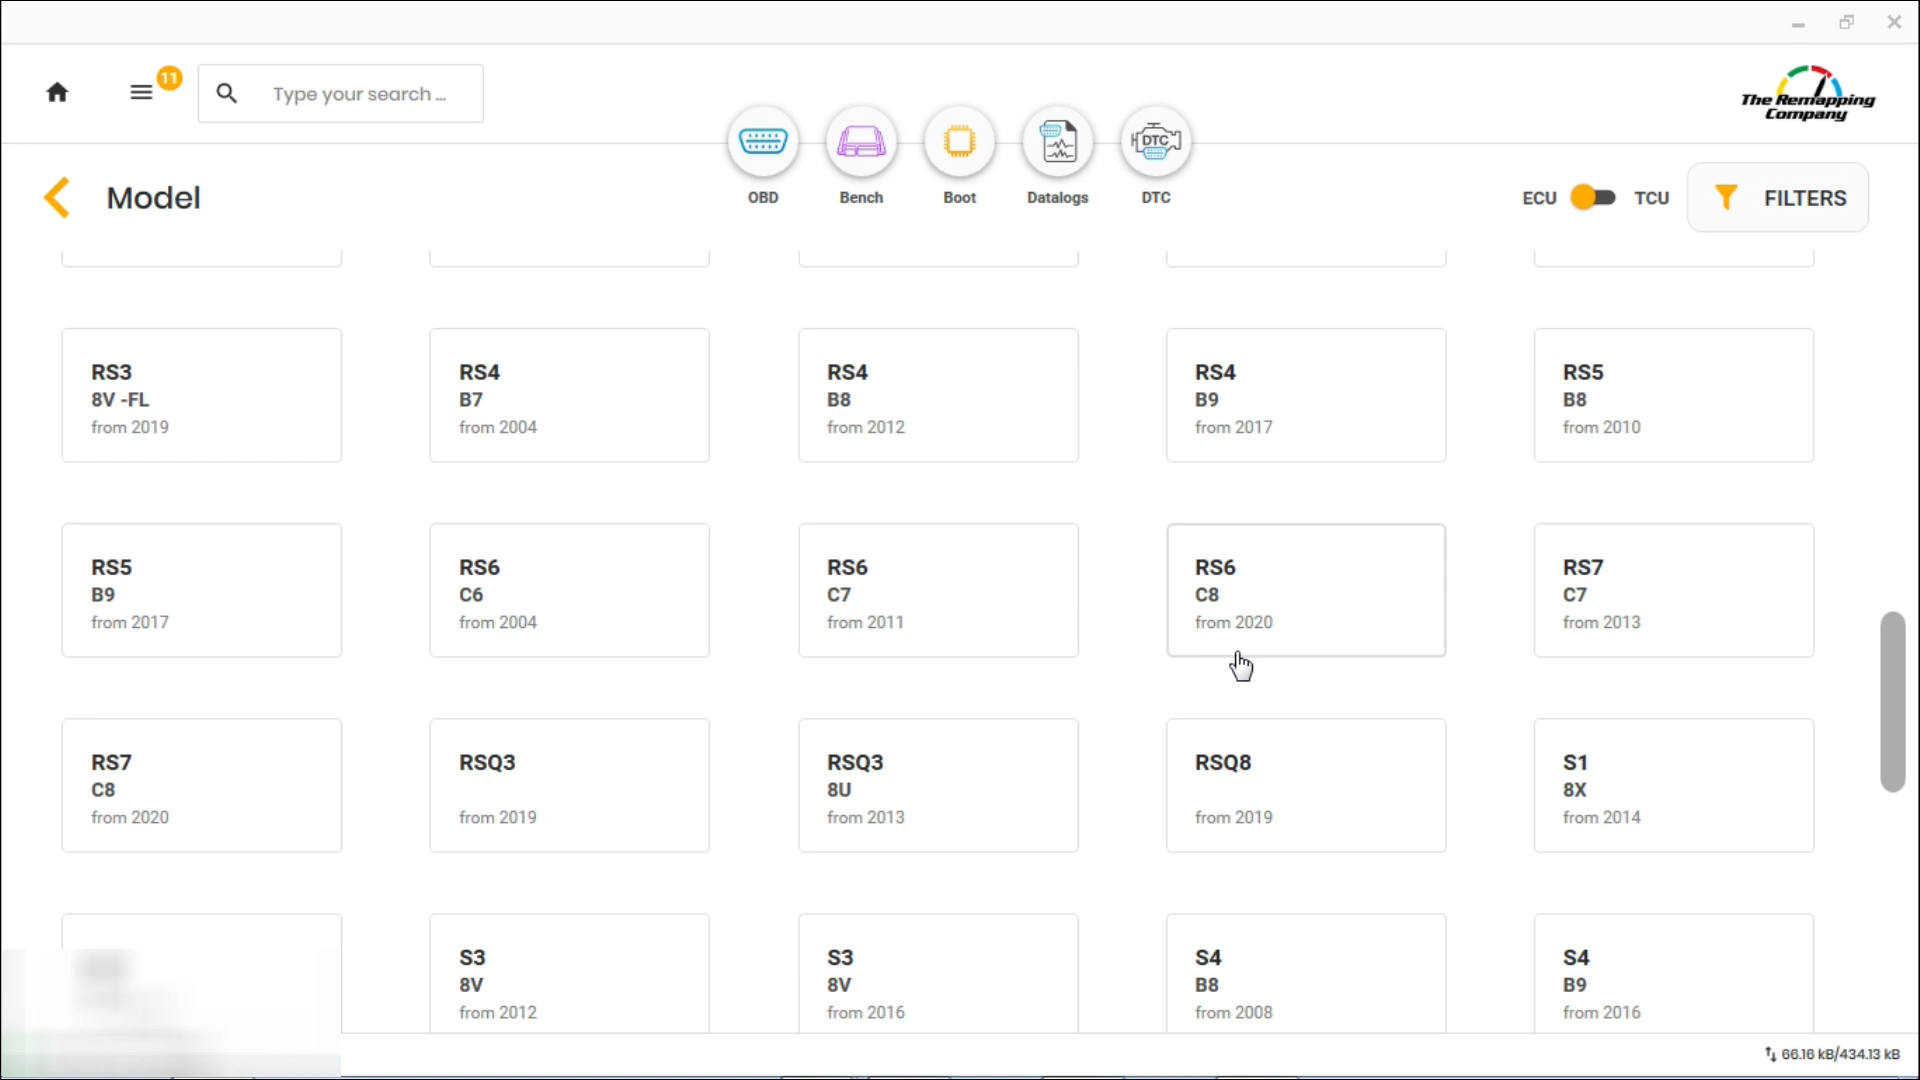 11
Type your search ...
The Remapping
Company
DTC
Model
OBD
Bench
Boot
Datalogs
DTC
ECU
TCU
FILTERS
RS3
8V -FL
from 2019
RS4
B7
from 2004
RS4
B8
from 2012
RS4
B9
from 2017
RS5
B8
from 2010
RS5
B9
from 2017
RS6
C6
from 2004
RS6
C7
from 2011
RS6
C8
from 2020
RS7
C7
from 2013
RS7
C8
from 2020
RSQ3
from 2019
RSQ3
8U
from 2013
RSQ8
from 2019
S1
8X
from 2014
S3
8V
from 2012
S3
8V
from 2016
S4
B8
from 2008
S4
B9
from 2016
66.16 kB/434.13 kB